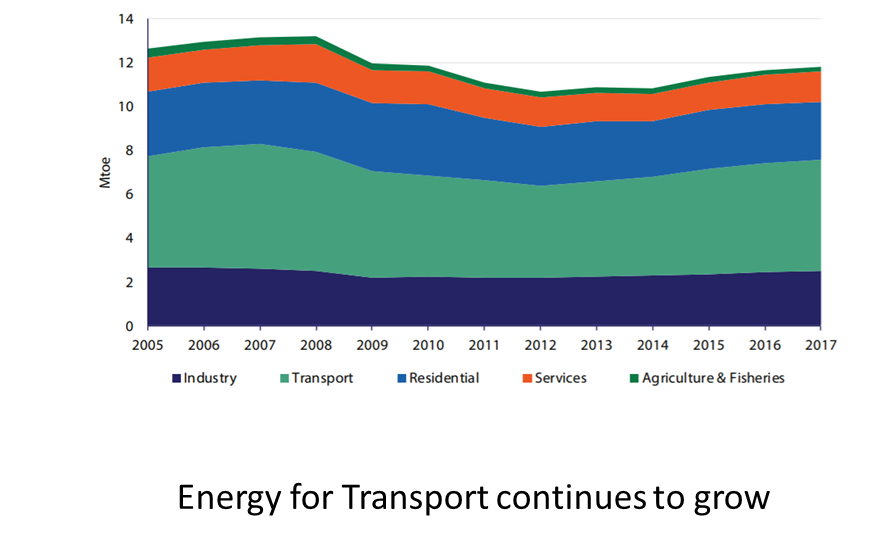 14
12
10
8
6
4
2
0
Mtoe
2005 2006 2007 2008 2009 2010 2011 2012 2013 2014 2015 2016 2017
Industry Transport Residential Services Agriculture & Fisheries
Energy for Transport continues to grow